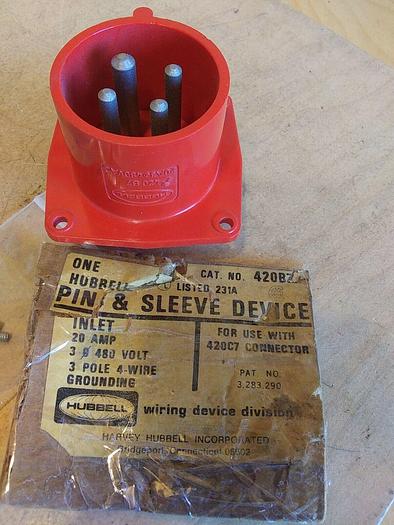 ONE
HUBBELL
CAT. NO. 420B7
LISTED 231A
PIN & SLEEVE DEVICE
INLET
20 AMP
3 Ø 480 VOLT
3 POLE 4-WIRE
GROUNDING
FOR USE WITH
420C7 CONNECTOR
PAT NO.
3,283,290
HUBBELL wiring device division
HARVEY HUBBELL INCORPORATED
Bridgeport, Connecticut 06602